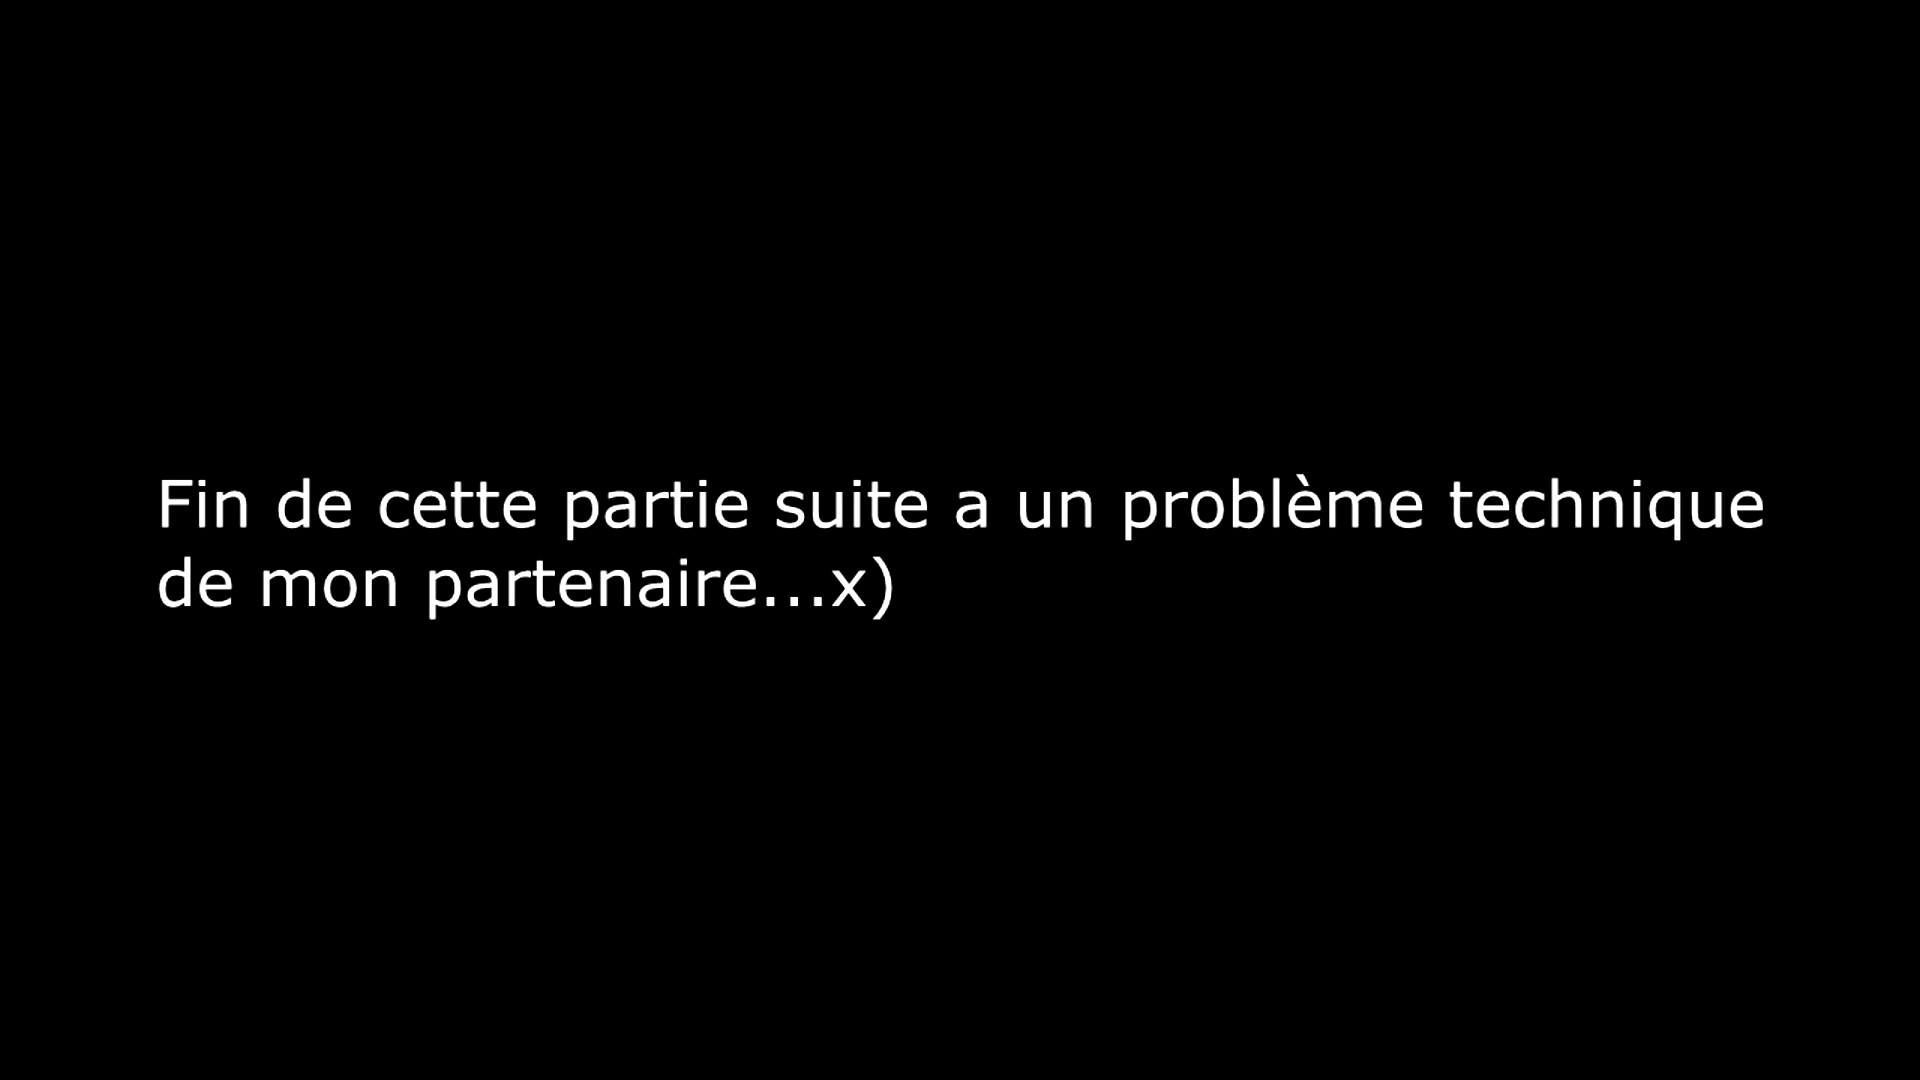 Fin de cette partie suite a un problème technique
de mon partenaire...x)